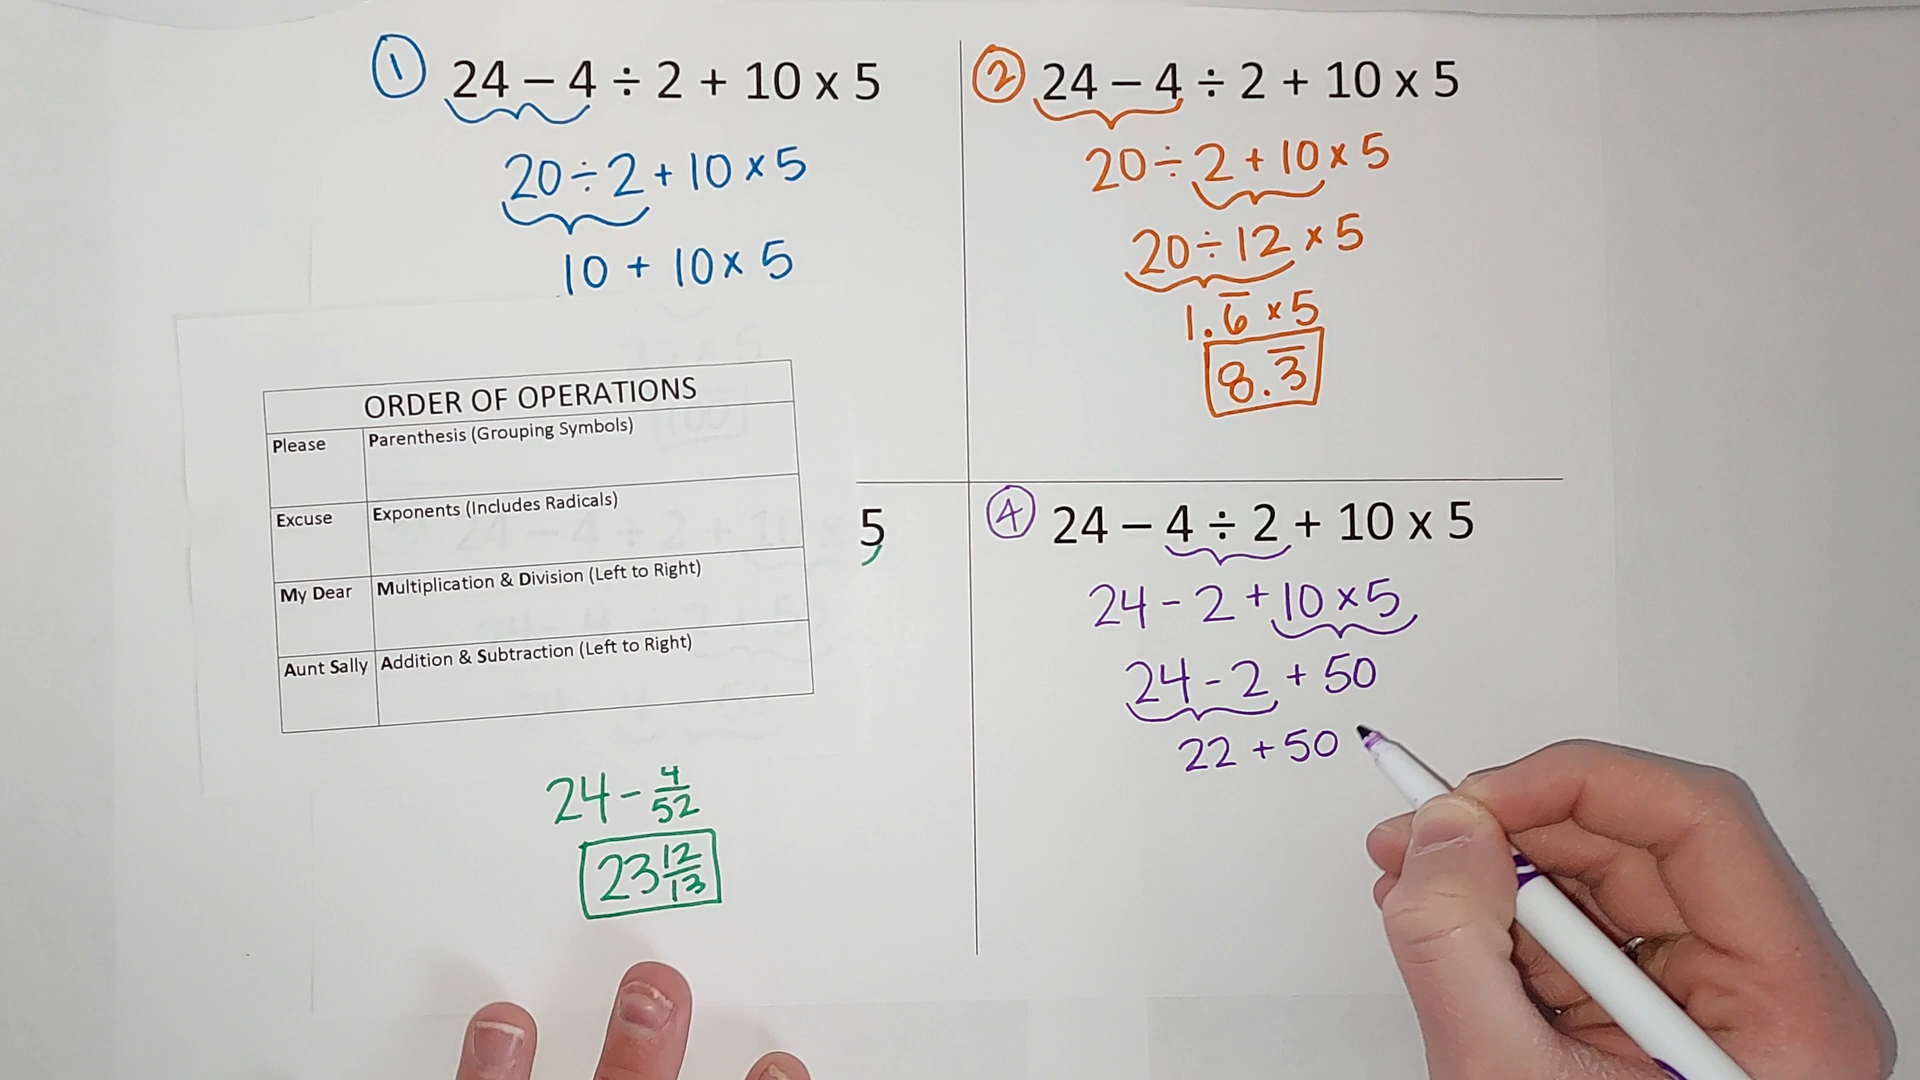 ① 24 – 4 ÷ 2 + 10 x 5
20 ÷ 2 + 10 x 5
10 + 10 x 5
② 24 – 4 ÷ 2 + 10 x 5
20 ÷ 2 + 10 x 5
20 ÷ 12 x 5
1.6̅ x 5
8.3̅
ORDER OF OPERATIONS
Please Parenthesis (Grouping Symbols)
Excuse Exponents (Includes Radicals)
My Dear Multiplication & Division (Left to Right)
Aunt Sally Addition & Subtraction (Left to Right)
5
24 - 4/52
23 12/13
④ 24 – 4 ÷ 2 + 10 x 5
24 - 2 + 10 x 5
24 - 2 + 50
22 + 50